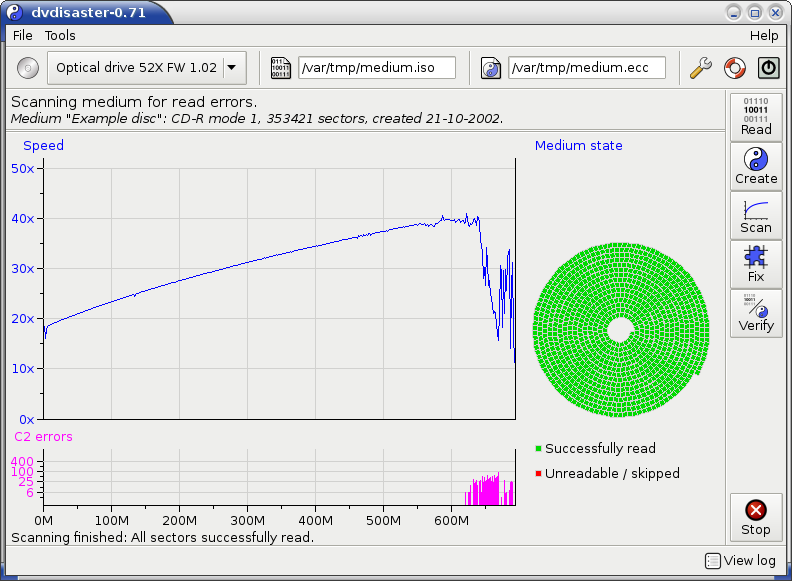 dvdisaster-0.71
File Tools Help
Optical drive 52X FW 1.02
/var/tmp/medium.iso
/var/tmp/medium.ecc
Scanning medium for read errors.
Medium "Example disc": CD-R mode 1, 353421 sectors, created 21-10-2002.
Speed
50x
40x
30x
20x
10x
0x
C2 errors
400
100
25
6
0M 100M 200M 300M 400M 500M 600M
Scanning finished: All sectors successfully read.
Medium state
Successfully read
Unreadable / skipped
01110
10011
00111
Read
Create
Scan
Fix
Verify
Stop
View log